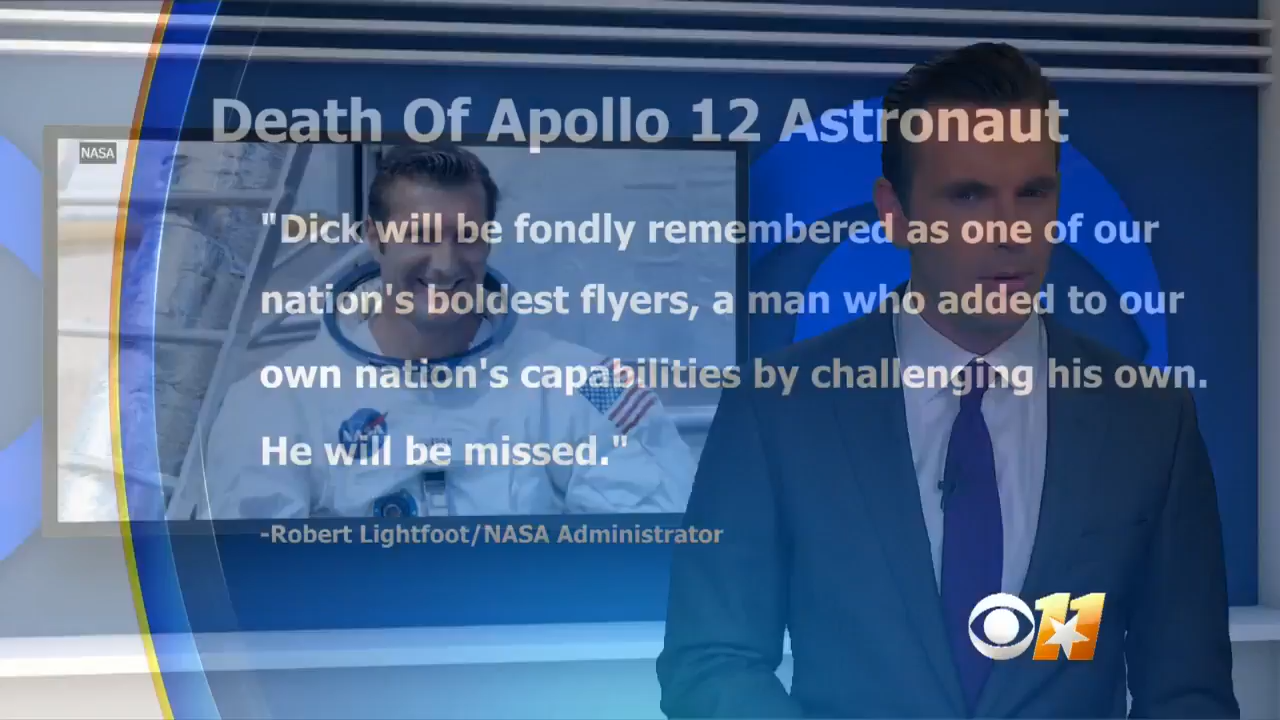 Death Of Apollo 12 Astronaut
NASA
"Dick will be fondly remembered as one of our
nation's boldest flyers, a man who added to our
own nation's capabilities by challenging his own.
He will be missed."
-Robert Lightfoot/NASA Administrator
NASA
11